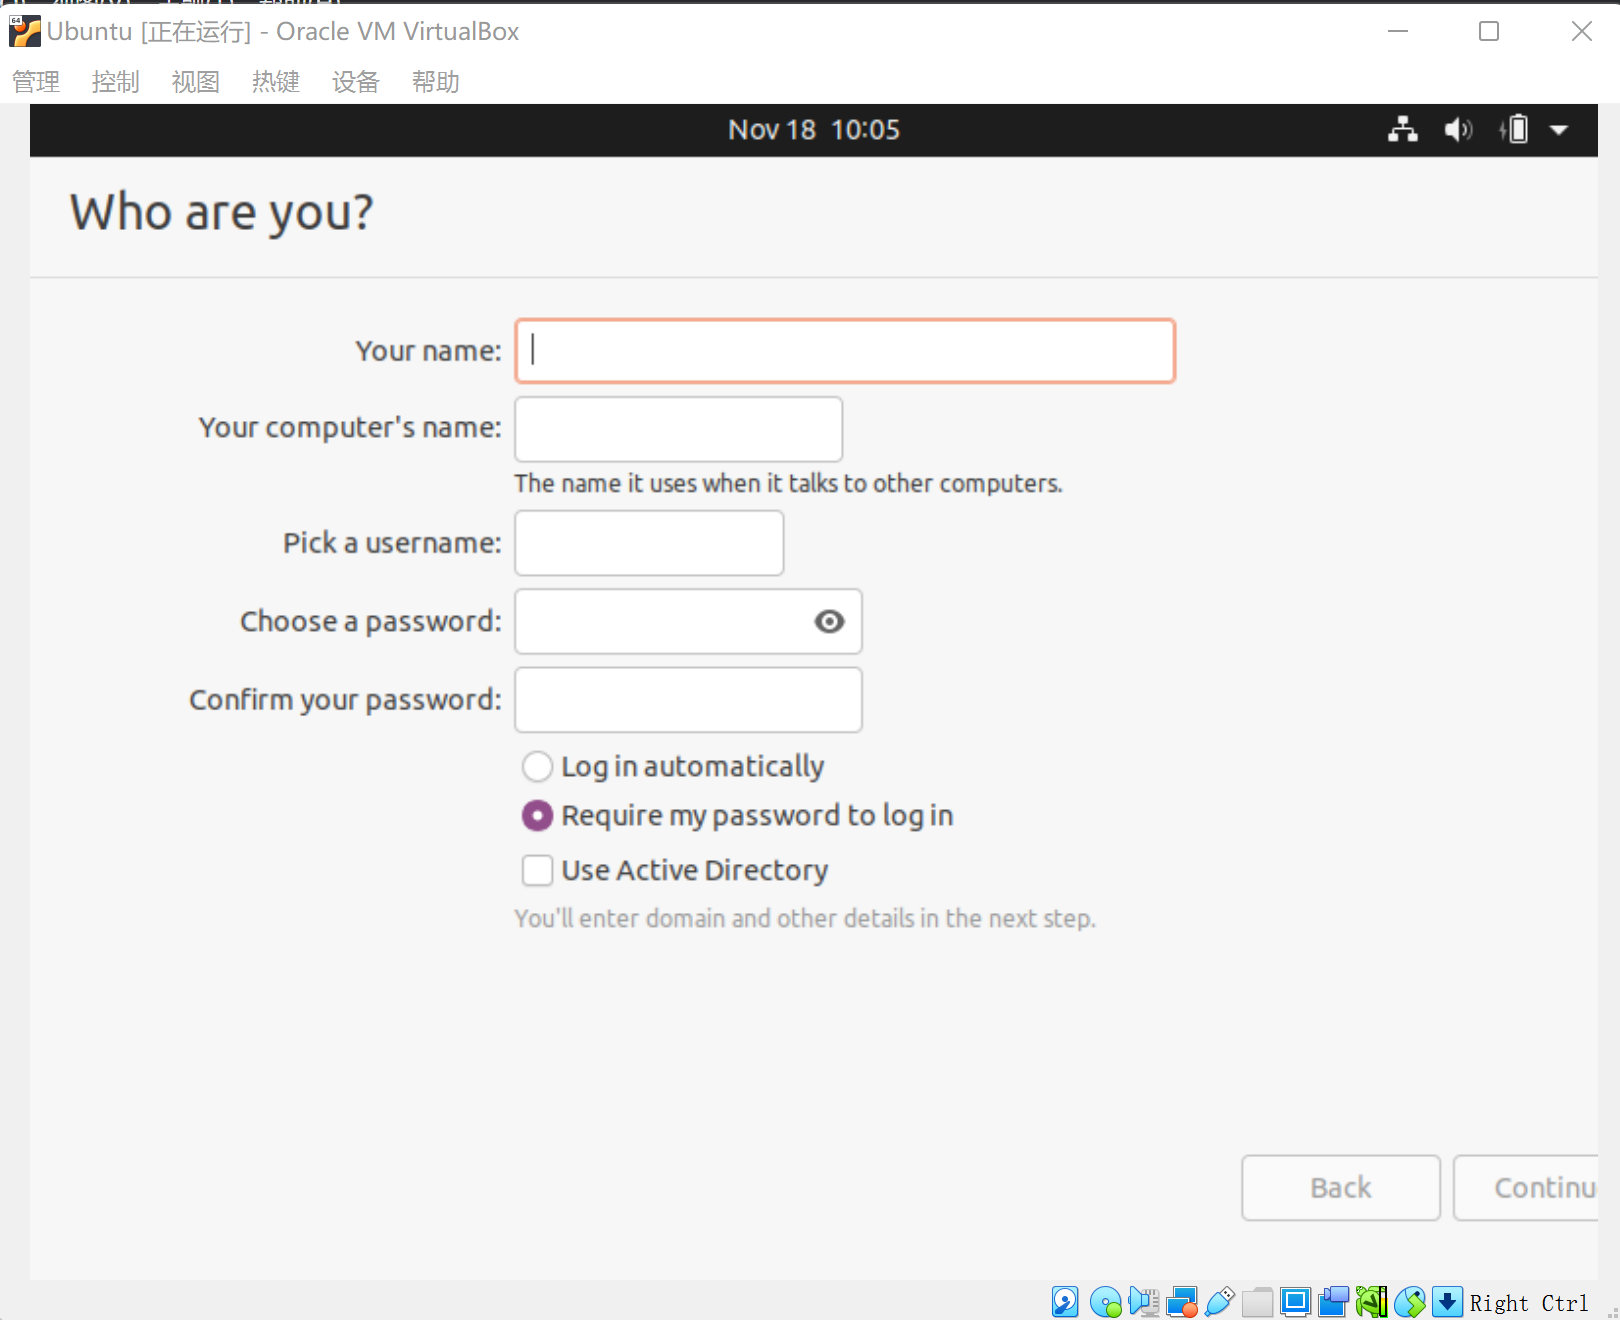 Ubuntu [正在运行] - Oracle VM VirtualBox
管理 控制 视图 热键 设备 帮助
Nov 18 10:05
Who are you?
Your name:
Your computer's name:
The name it uses when it talks to other computers.
Pick a username:
Choose a password:
Confirm your password:
Log in automatically
Require my password to log in
Use Active Directory
You'll enter domain and other details in the next step.
Back Continu
Right Ctrl